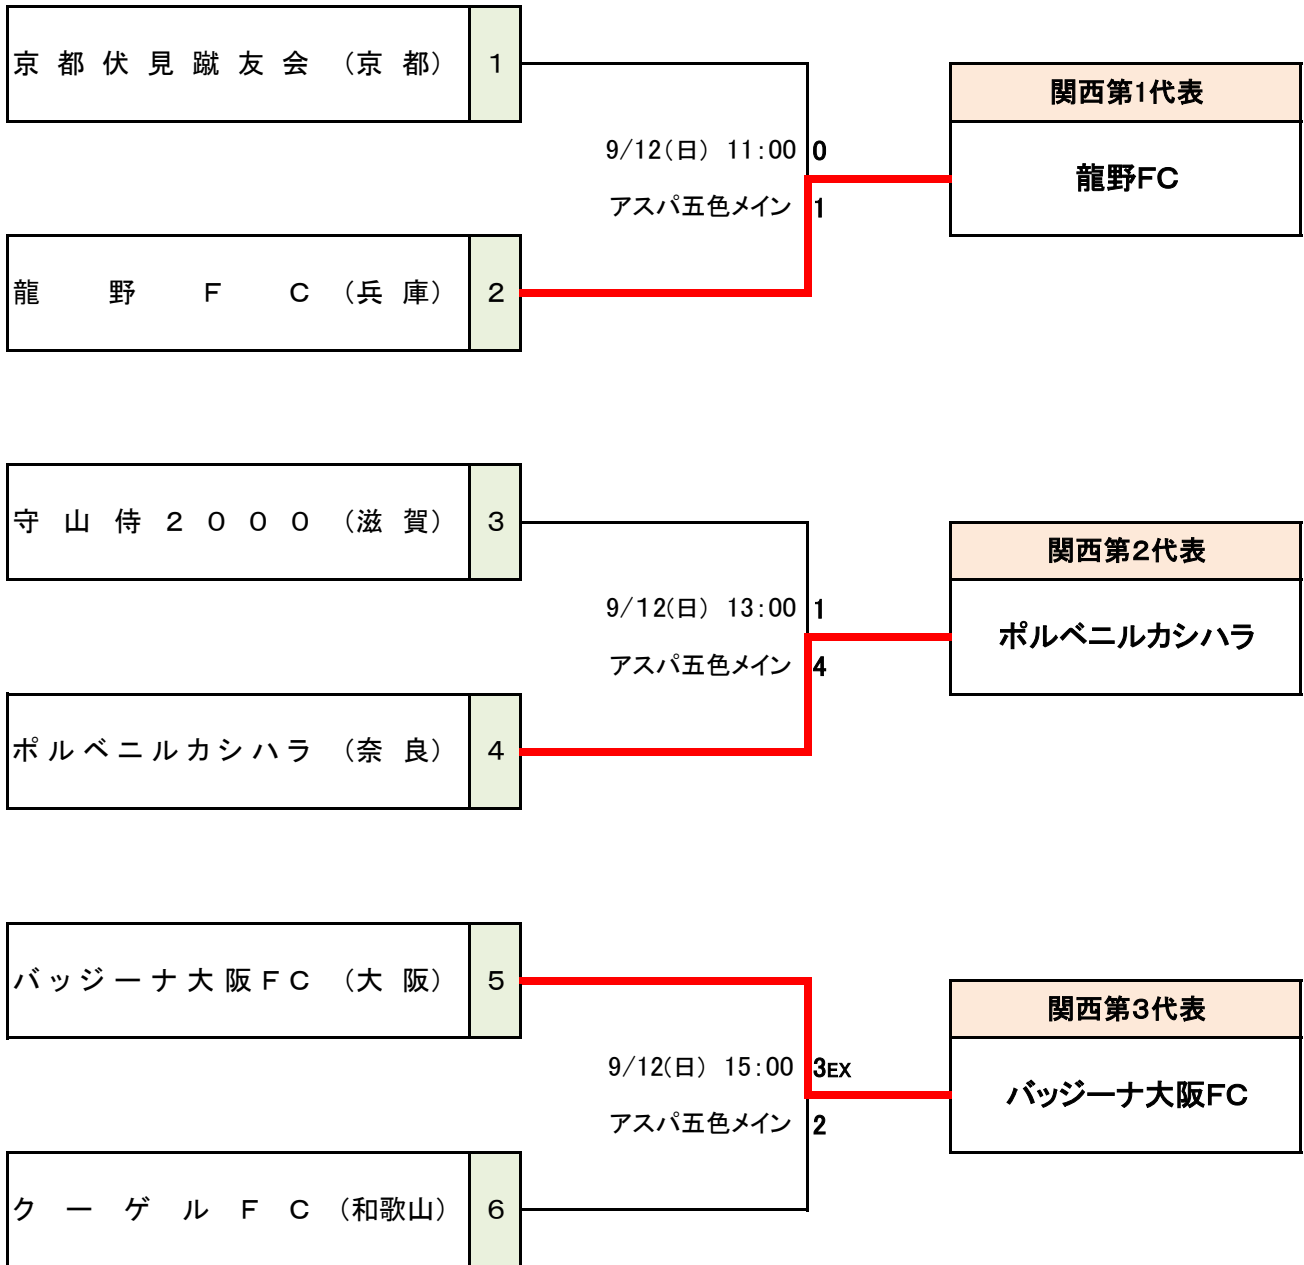 京都伏見蹴友会（京都） 1
関西第1代表
9/12(日) 11:00 0
龍野FC
アスパ五色メイン 1
龍野FC（兵庫） 2
守山侍2000（滋賀） 3
関西第2代表
9/12(日) 13:00 1
ポルベニルカシハラ
アスパ五色メイン 4
ポルベニルカシハラ（奈良） 4
バッジーナ大阪FC（大阪） 5
関西第3代表
9/12(日) 15:00 3EX
バッジーナ大阪FC
アスパ五色メイン 2
クーゲルFC（和歌山） 6